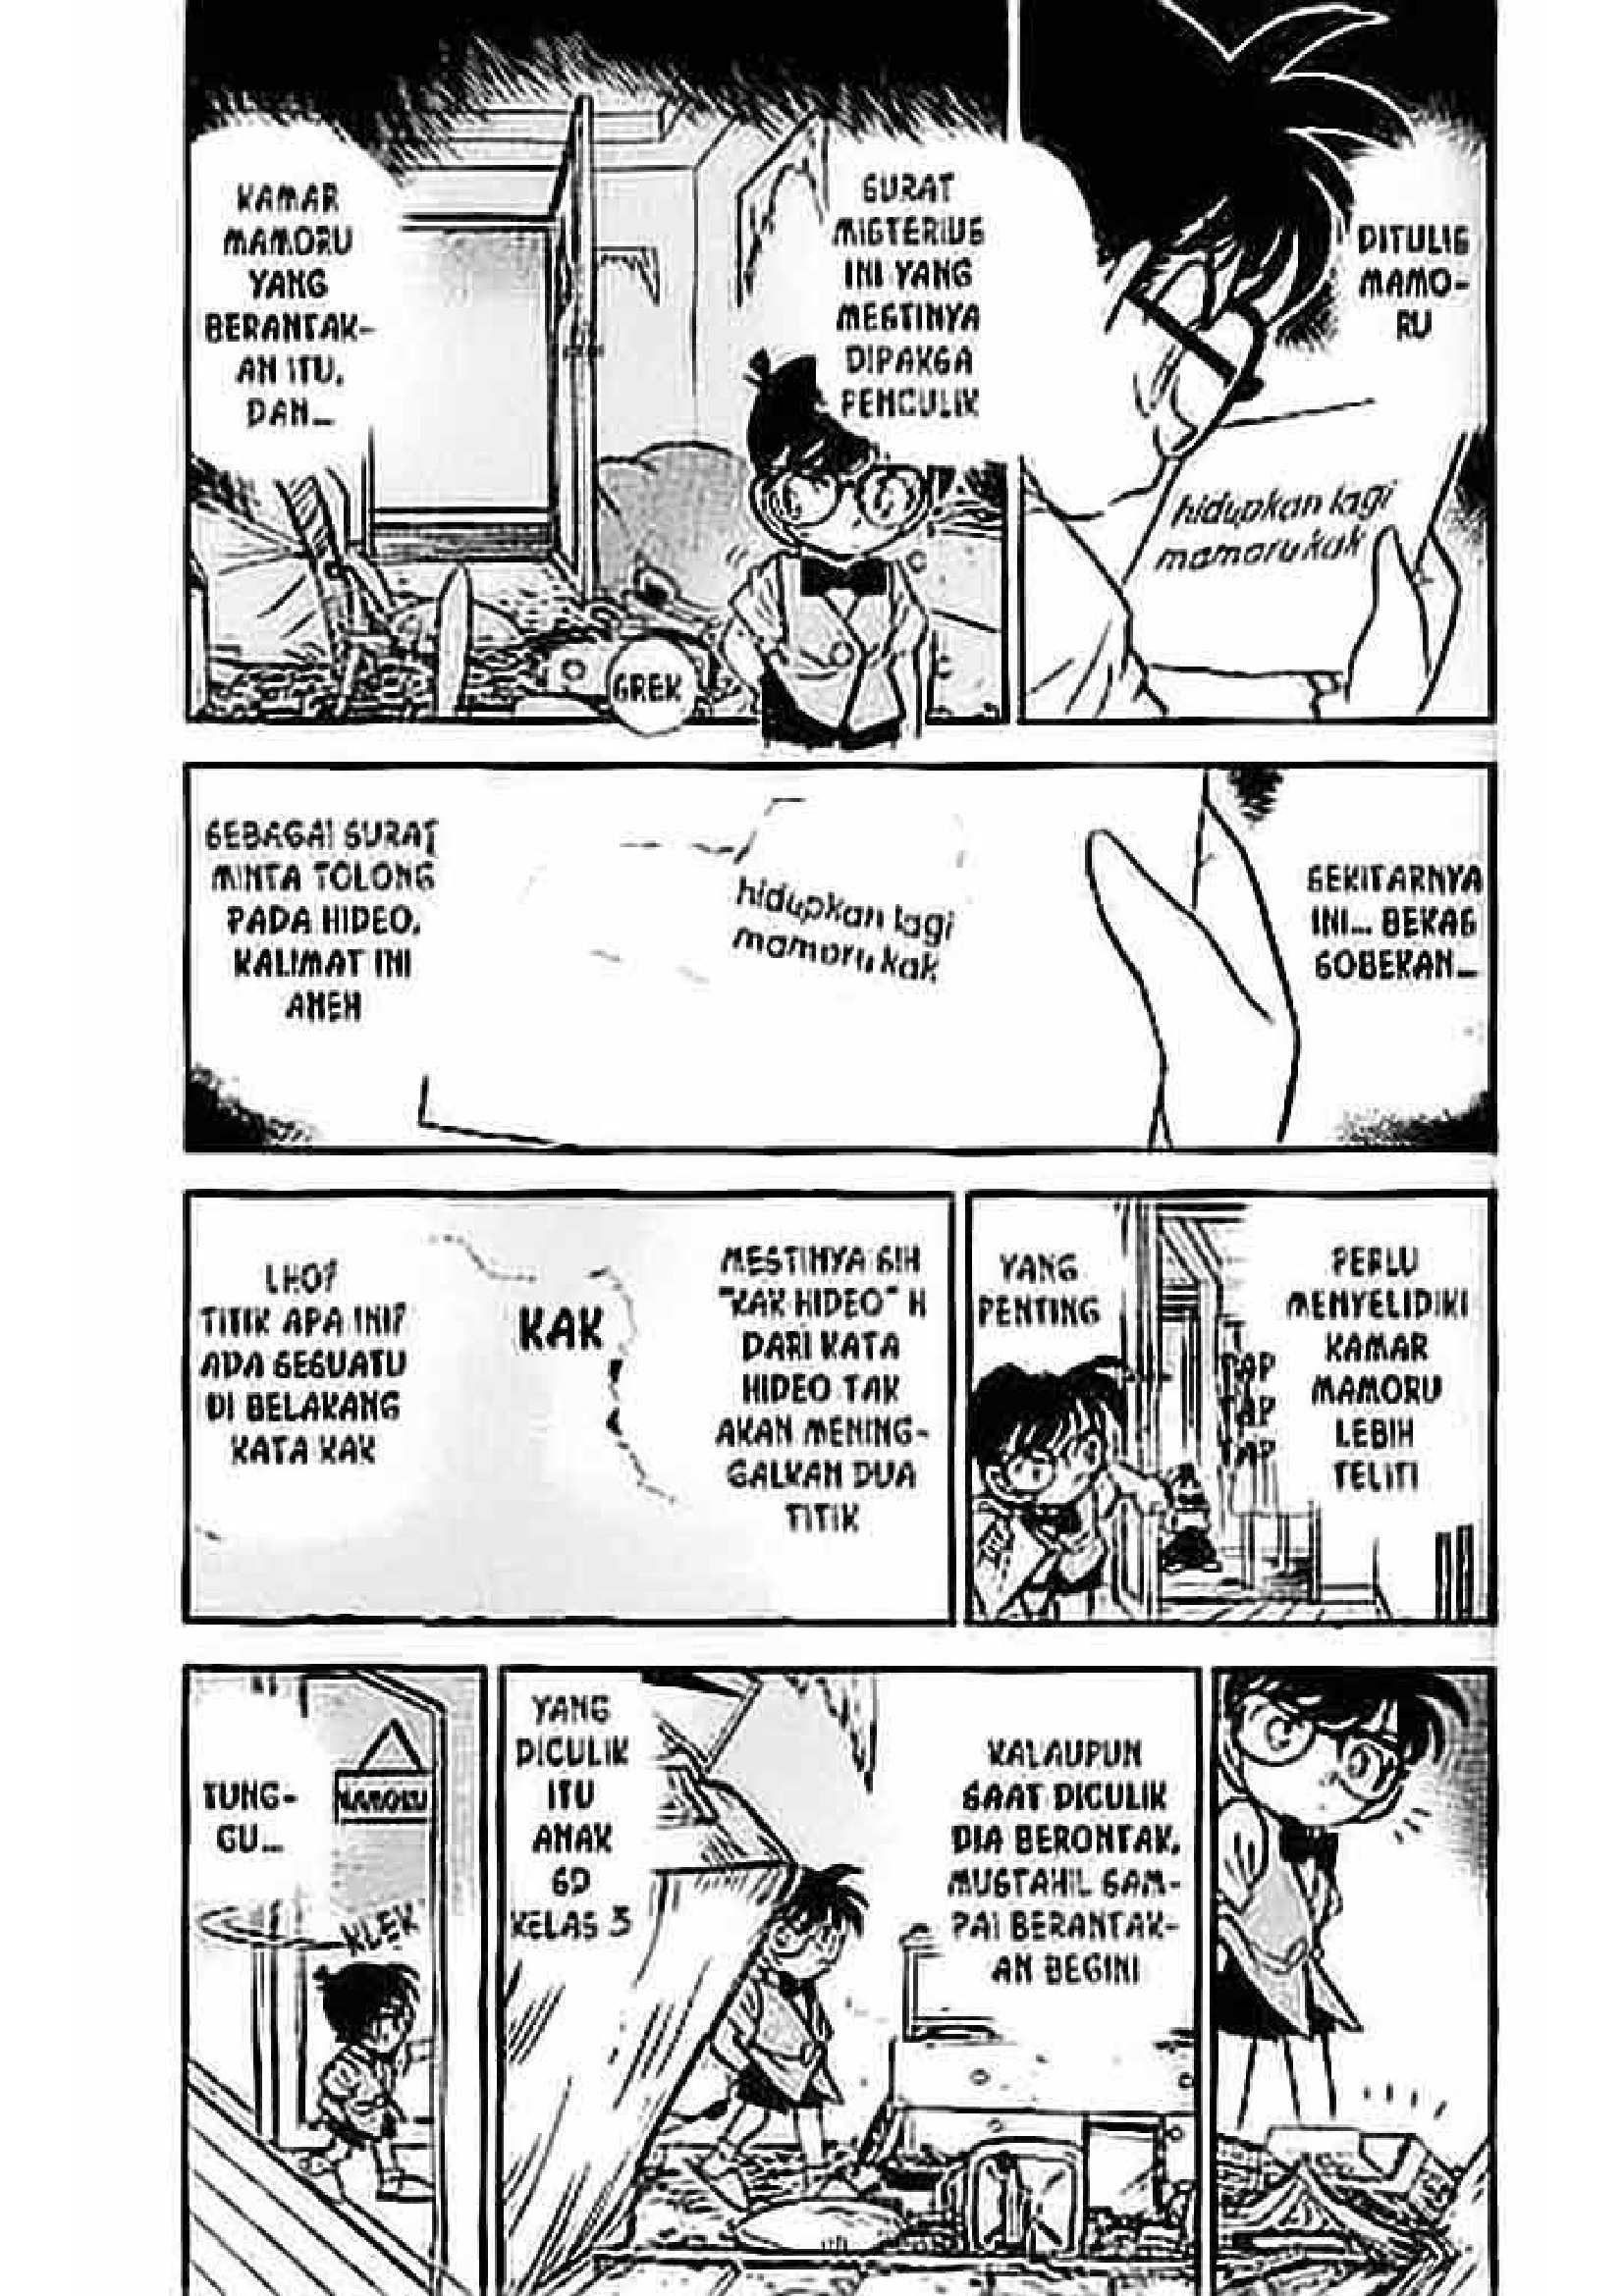 DITULIS
MAMO-
RU
hidupkan lagi
mamoru kak
SURAT
MISTERIUS
INI YANG
MESTINYA
DIPAKSA
PENCULIK
KAMAR
MAMORU
YANG
BERANTAK-
AN ITU,
DAN...
SREK
SEKITARNYA
INI... BEKAS
SOBEKAN...
hidupkan lagi
mamoru kak
SEBAGAI SURAT
MINTA TOLONG
PADA HIDEO,
KALIMAT INI
ANEH
PERLU
MENYELIDIKI
KAMAR
MAMORU
LEBIH
TELITI
TAP
TAP
TAP
YANG
PENTING
MESTINYA SIH
"KAK HIDEO" H
DARI KATA
HIDEO TAK
AKAN MENING-
GALKAN DUA
TITIK
KAK
LHO?
TITIK APA INI?
ADA SESUATU
DI BELAKANG
KATA KAK
KALAUPUN
SAAT DICULIK
DIA BERONTAK,
MUSTAHIL SAM-
PAI BERANTAK-
AN BEGINI
YANG
DICULIK
ITU
ANAK
SD
KELAS 3
TUNG-
GU...
MAMORU
KLEK